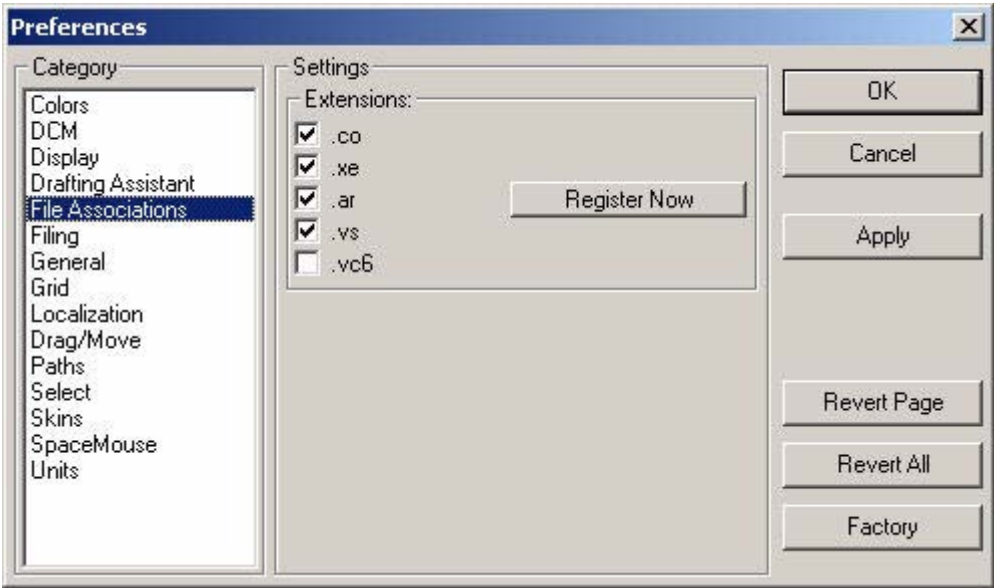 Preferences
Category
Colors
DCM
Display
Drafting Assistant
File Associations
Filing
General
Grid
Localization
Drag/Move
Paths
Select
Skins
SpaceMouse
Units
Settings
Extensions:
.co
.xe
.ar
.vs
.vc6
Register Now
OK
Cancel
Apply
Revert Page
Revert All
Factory